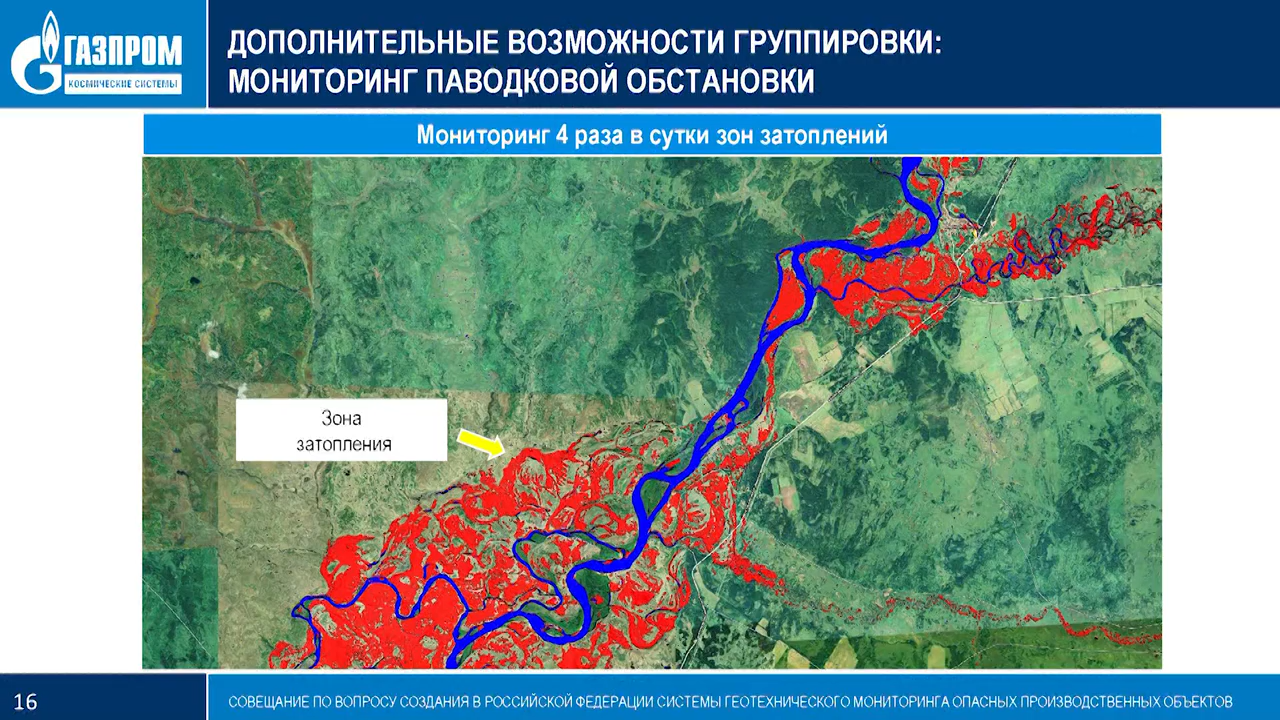 ГАЗПРОМ
КОСМИЧЕСКИЕ СИСТЕМЫ
ДОПОЛНИТЕЛЬНЫЕ ВОЗМОЖНОСТИ ГРУППИРОВКИ:
МОНИТОРИНГ ПАВОДКОВОЙ ОБСТАНОВКИ
Мониторинг 4 раза в сутки зон затоплений
Зона
затопления
16
СОВЕЩАНИЕ ПО ВОПРОСУ СОЗДАНИЯ В РОССИЙСКОЙ ФЕДЕРАЦИИ СИСТЕМЫ ГЕОТЕХНИЧЕСКОГО МОНИТОРИНГА ОПАСНЫХ ПРОИЗВОДСТВЕННЫХ ОБЪЕКТОВ